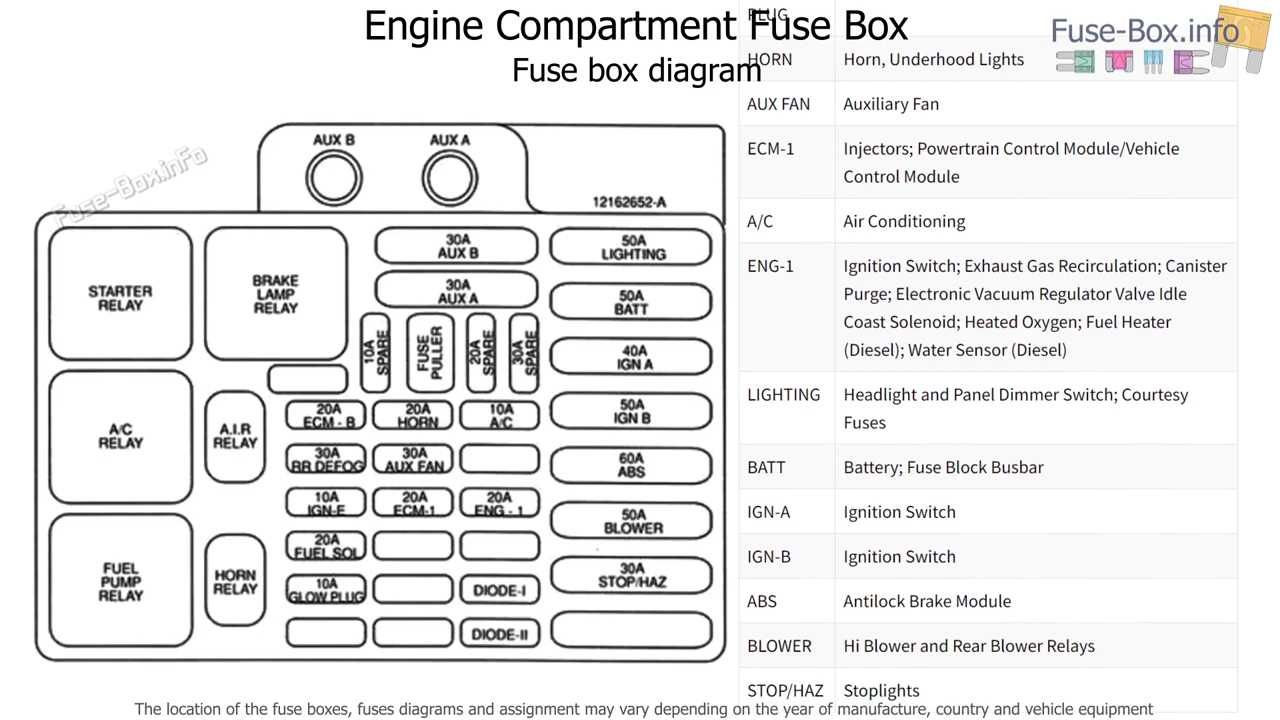 Engine Compartment Fuse Box
Fuse box diagram
Fuse-Box.info
Fuse-Box.info
AUX B
AUX A
12162652-A
STARTER
RELAY
BRAKE
LAMP
RELAY
30A
AUX B
30A
AUX A
50A
LIGHTING
50A
BATT
10A
SPARE
FUSE
PULLER
20A
SPARE
30A
SPARE
40A
IGN A
A/C
RELAY
A.I.R
RELAY
20A
ECM - B
20A
HORN
10A
A/C
50A
IGN B
30A
RR DEFOG
30A
AUX FAN
60A
ABS
10A
IGN-E
20A
ECM-1
20A
ENG - 1
50A
BLOWER
FUEL
PUMP
RELAY
HORN
RELAY
20A
FUEL SOL
30A
STOP/HAZ
10A
GLOW PLUG
DIODE-I
DIODE-II
PLUG
HORN Horn, Underhood Lights
AUX FAN Auxiliary Fan
ECM-1 Injectors; Powertrain Control Module/Vehicle
Control Module
A/C Air Conditioning
ENG-1 Ignition Switch; Exhaust Gas Recirculation; Canister
Purge; Electronic Vacuum Regulator Valve Idle
Coast Solenoid; Heated Oxygen; Fuel Heater
(Diesel); Water Sensor (Diesel)
LIGHTING Headlight and Panel Dimmer Switch; Courtesy
Fuses
BATT Battery; Fuse Block Busbar
IGN-A Ignition Switch
IGN-B Ignition Switch
ABS Antilock Brake Module
BLOWER Hi Blower and Rear Blower Relays
STOP/HAZ Stoplights
The location of the fuse boxes, fuses diagrams and assignment may vary depending on the year of manufacture, country and vehicle equipment